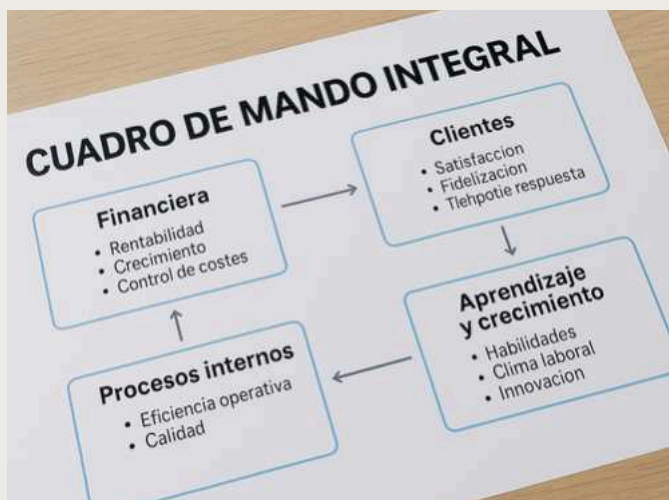 CUADRO DE MANDO INTEGRAL
Financiera
• Rentabilidad
• Crecimiento
• Control de costes
Clientes
• Satisfaccion
• Fidelizacion
• Tlehpotie respuesta
Aprendizaje
y crecimiento
• Habilidades
• Clima laboral
• Innovacion
Procesos internos
• Eficiencia operativa
• Calidad